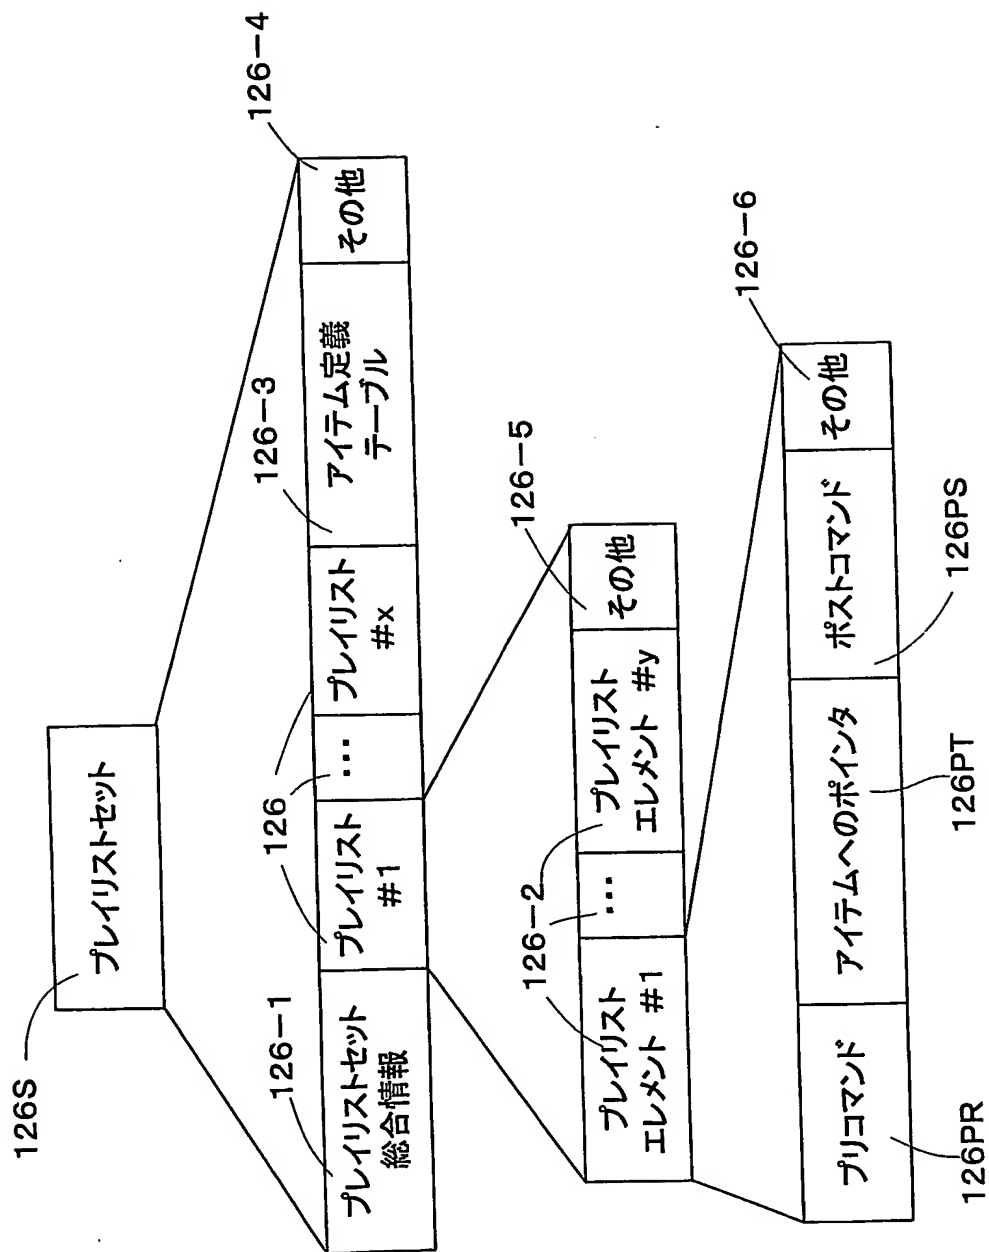 126S
プレイリストセット
126-4
126-1
126
126-3
プレイリストセット
総合情報
プレイリスト
#1
...
プレイリスト
#x
アイテム定義
テーブル
その他
126-2
126-5
プレイリスト
エレメント #1
...
プレイリスト
エレメント #y
その他
126-6
プリコマンド
アイテムへのポインタ
ポストコマンド
その他
126PR
126PT
126PS